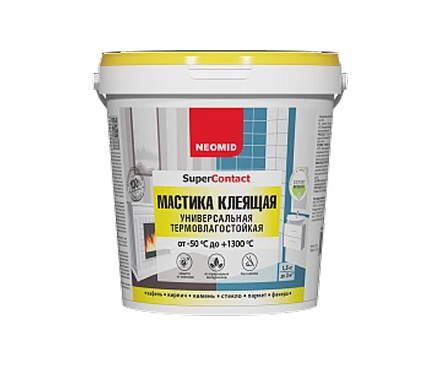 NEOMID
SuperContact
МАСТИКА КЛЕЯЩАЯ
УНИВЕРСАЛЬНАЯ
ТЕРМОВЛАГОСТОЙКАЯ
от -50 °С до +1300 °С
• кафель • кирпич • камень • стекло • паркет • фанера •